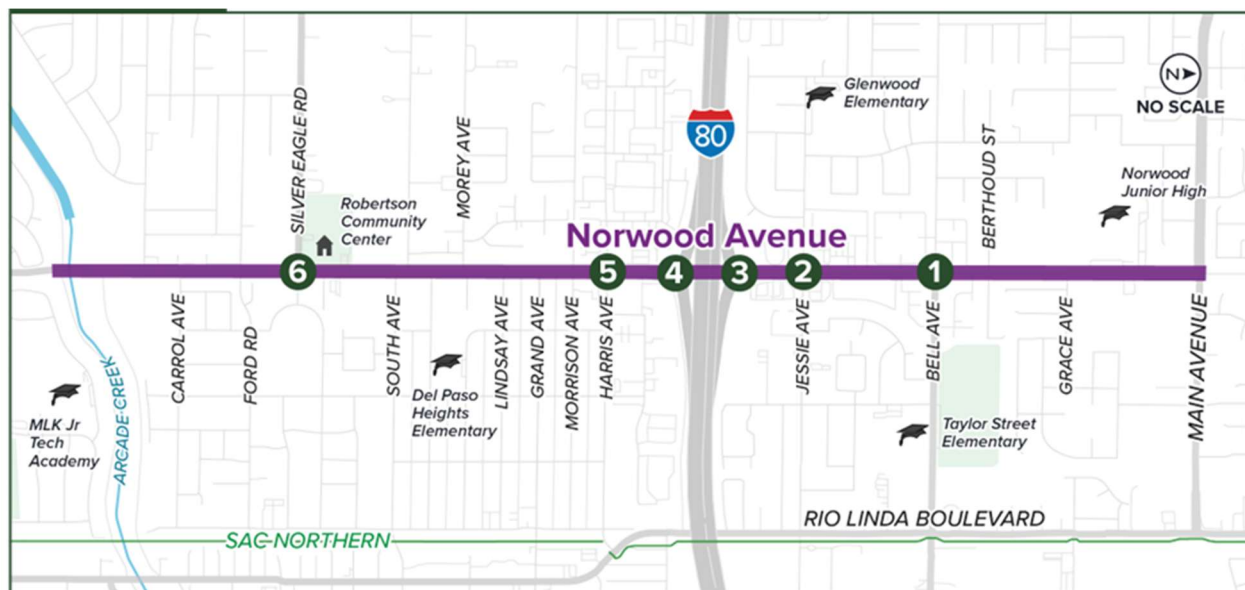 Glenwood
Elementary
N
NO SCALE
80
SILVER EAGLE RD
MOREY AVE
BERTHOUD ST
Norwood
Junior High
Robertson
Community
Center
Norwood Avenue
6
5
4
3
2
1
CARROL AVE
FORD RD
SOUTH AVE
LINDSAY AVE
GRAND AVE
MORRISON AVE
HARRIS AVE
JESSIE AVE
BELL AVE
GRACE AVE
MAIN AVENUE
MLK Jr
Tech
Academy
ARCADE CREEK
Del Paso
Heights
Elementary
Taylor Street
Elementary
RIO LINDA BOULEVARD
SAC NORTHERN